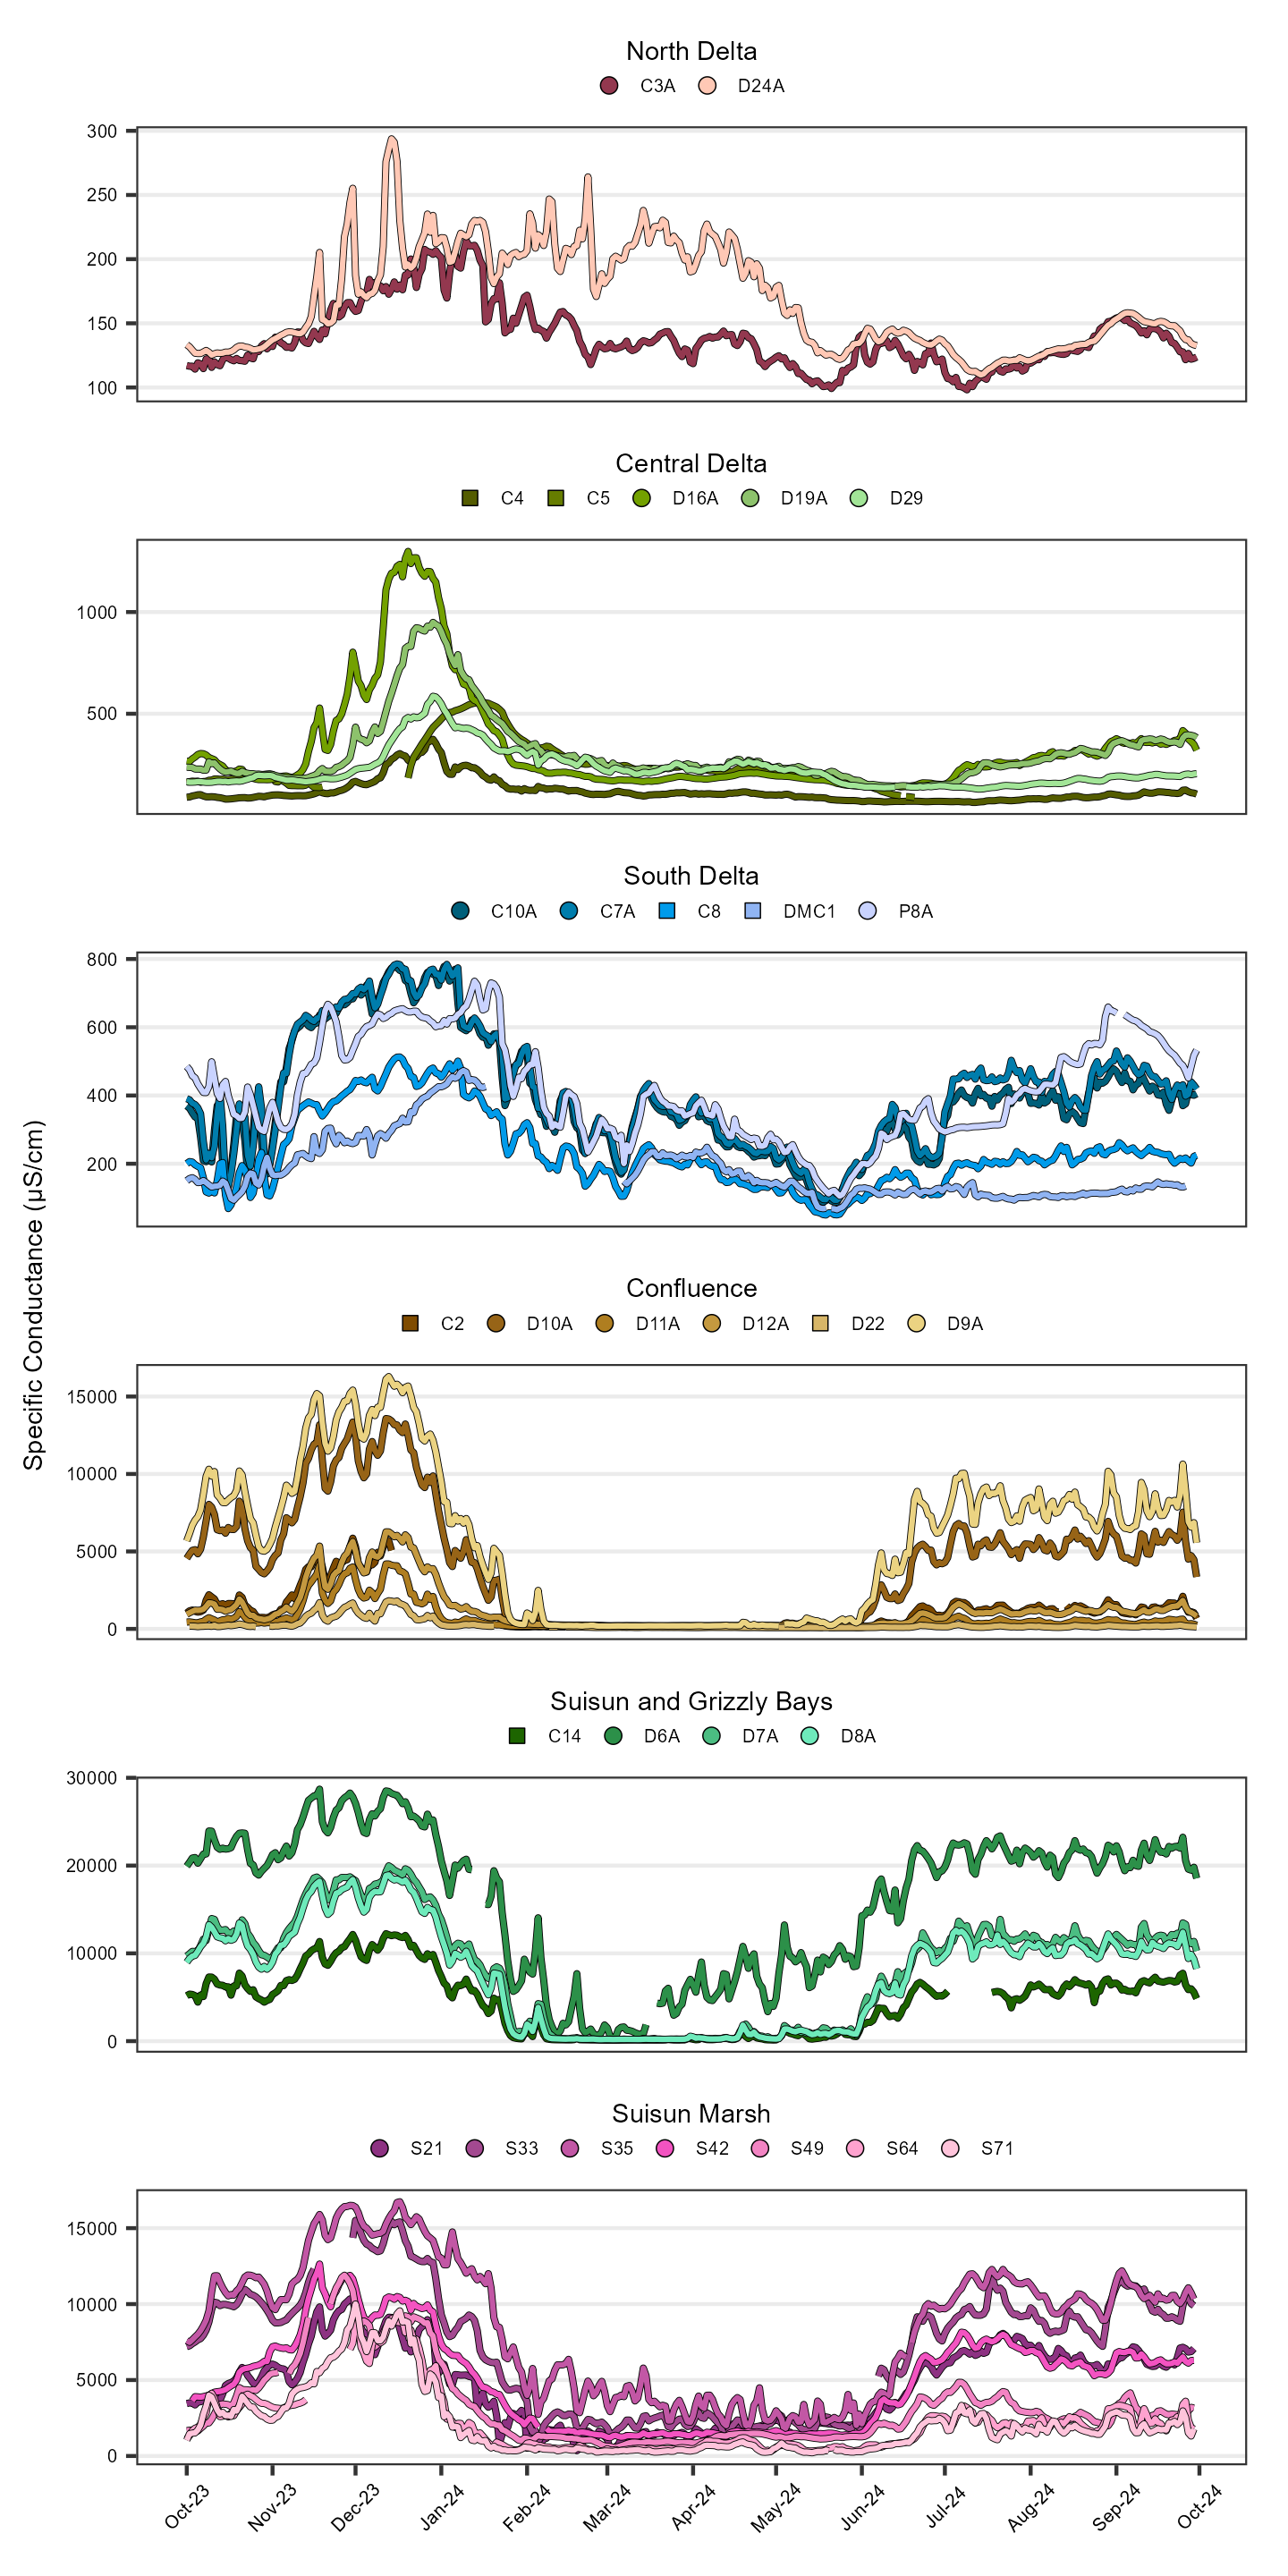 North Delta
C3A D24A
300
250
200
150
100
Central Delta
C4 C5 D16A D19A D29
1000
500
South Delta
C10A C7A C8 DMC1 P8A
800
600
400
200
Specific Conductance (µS/cm)
Confluence
C2 D10A D11A D12A D22 D9A
15000
10000
5000
0
Suisun and Grizzly Bays
C14 D6A D7A D8A
30000
20000
10000
0
Suisun Marsh
S21 S33 S35 S42 S49 S64 S71
15000
10000
5000
0
Oct-23 Nov-23 Dec-23 Jan-24 Feb-24 Mar-24 Apr-24 May-24 Jun-24 Jul-24 Aug-24 Sep-24 Oct-24